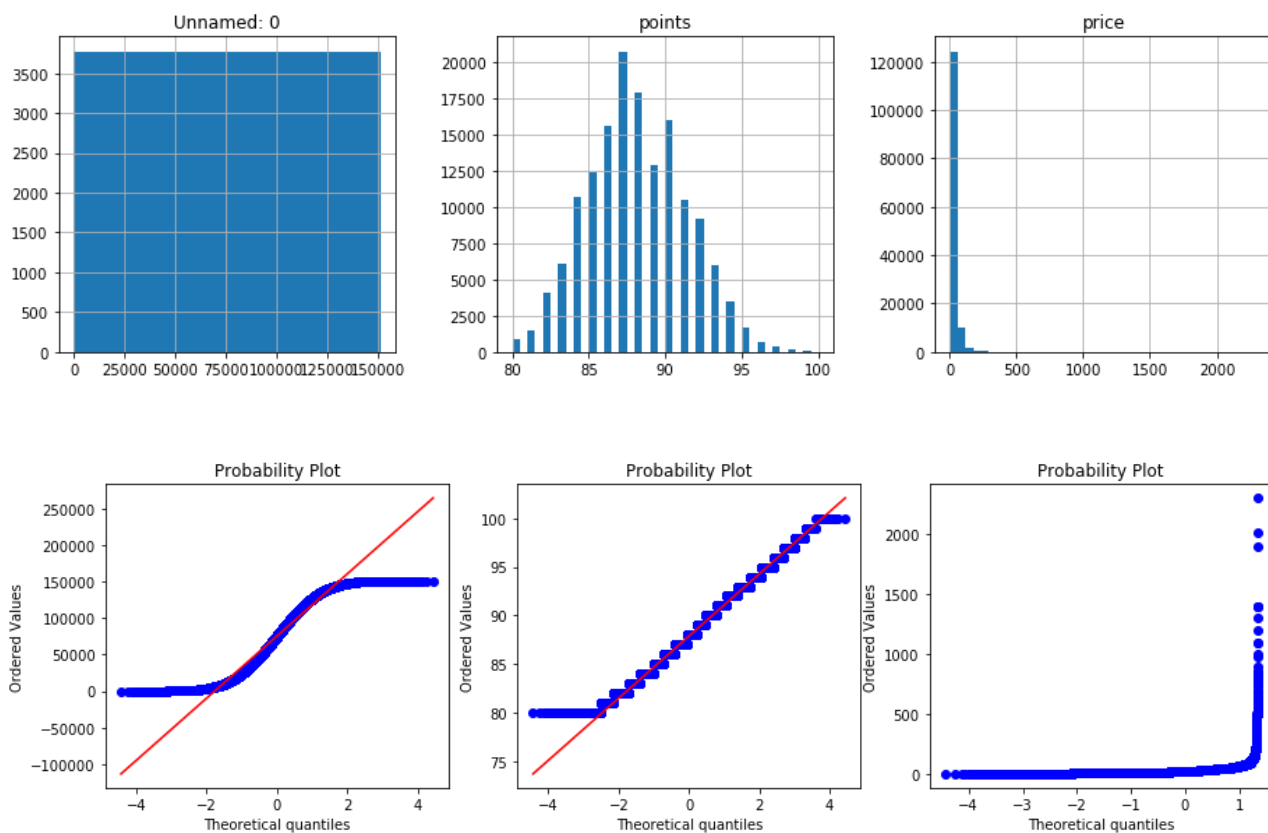 Unnamed: 0
points
price
3500
3000
2500
2000
1500
1000
500
0
0 25000 50000 75000 100000 125000 150000
20000
17500
15000
12500
10000
7500
5000
2500
0
80 85 90 95 100
120000
100000
80000
60000
40000
20000
0
0 500 1000 1500 2000
Probability Plot
Probability Plot
Probability Plot
Ordered Values
250000
200000
150000
100000
50000
0
−50000
−100000
−4 −2 0 2 4
Theoretical quantiles
Ordered Values
100
95
90
85
80
75
−4 −2 0 2 4
Theoretical quantiles
Ordered Values
2000
1500
1000
500
0
−4 −3 −2 −1 0 1
Theoretical quantiles